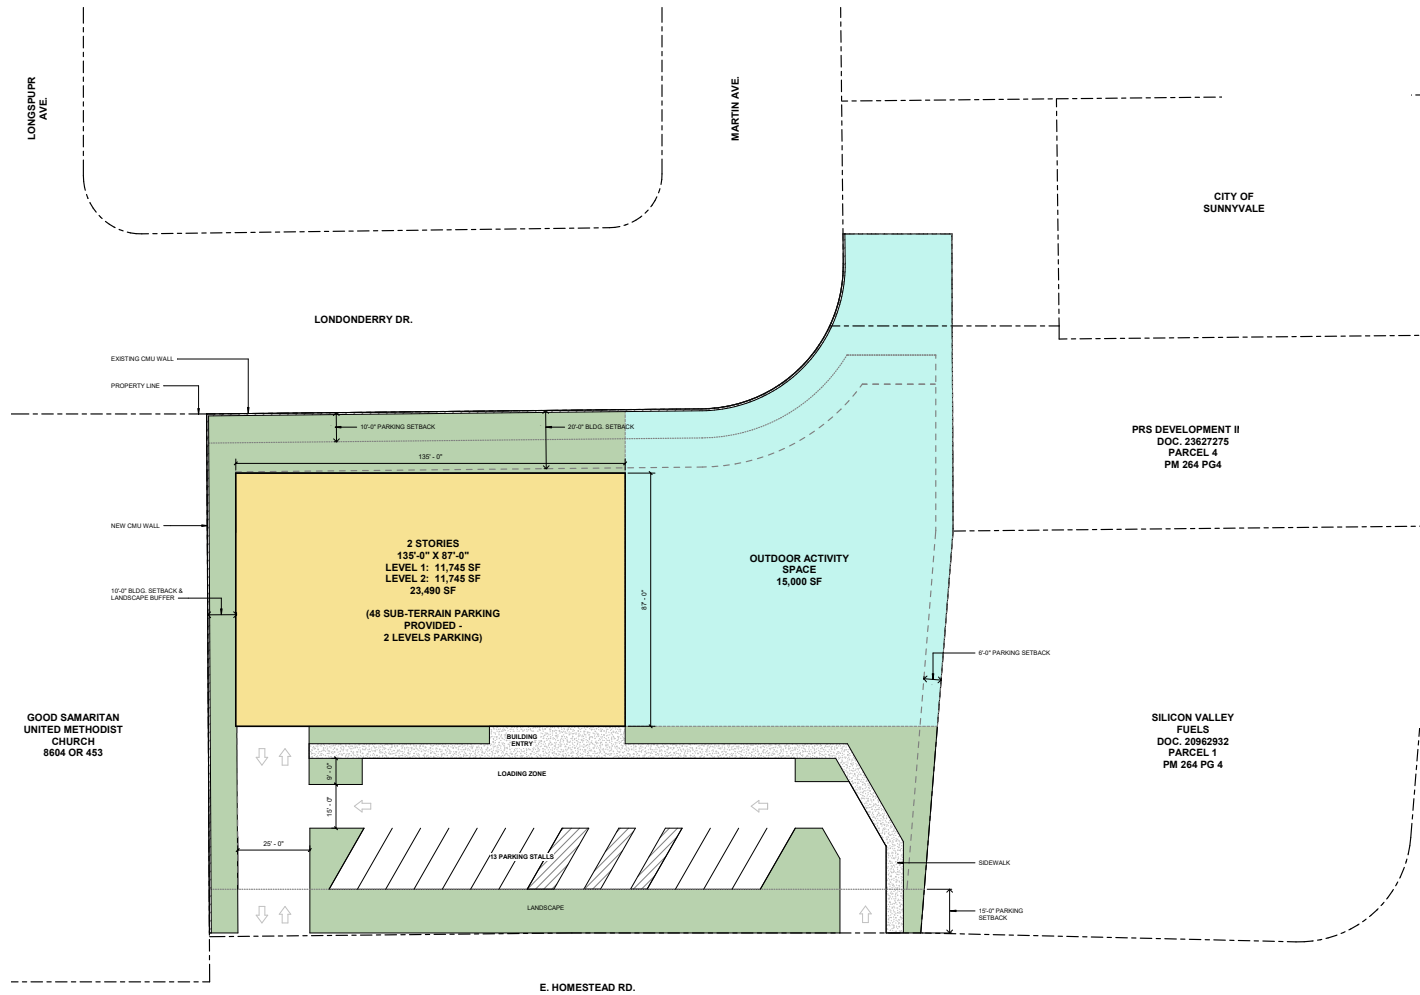 LONGSPUPR
AVE.
MARTIN AVE.
CITY OF
SUNNYVALE
LONDONDERRY DR.
EXISTING CMU WALL
PROPERTY LINE
10'-0" PARKING SETBACK
20'-0" BLDG. SETBACK
135' - 0"
PRS DEVELOPMENT II
DOC. 23627275
PARCEL 4
PM 264 PG4
NEW CMU WALL
2 STORIES
135'-0" X 87'-0"
LEVEL 1: 11,745 SF
LEVEL 2: 11,745 SF
23,490 SF
(48 SUB-TERRAIN PARKING
PROVIDED -
2 LEVELS PARKING)
87' - 0"
OUTDOOR ACTIVITY
SPACE
15,000 SF
10'-0" BLDG. SETBACK &
LANDSCAPE BUFFER
6'-0" PARKING SETBACK
GOOD SAMARITAN
UNITED METHODIST
CHURCH
8604 OR 453
SILICON VALLEY
FUELS
DOC. 20962932
PARCEL 1
PM 264 PG 4
BUILDING
ENTRY
9' - 0"
LOADING ZONE
15' - 0"
25' - 0"
13 PARKING STALLS
SIDEWALK
LANDSCAPE
15'-0" PARKING
SETBACK
E. HOMESTEAD RD.